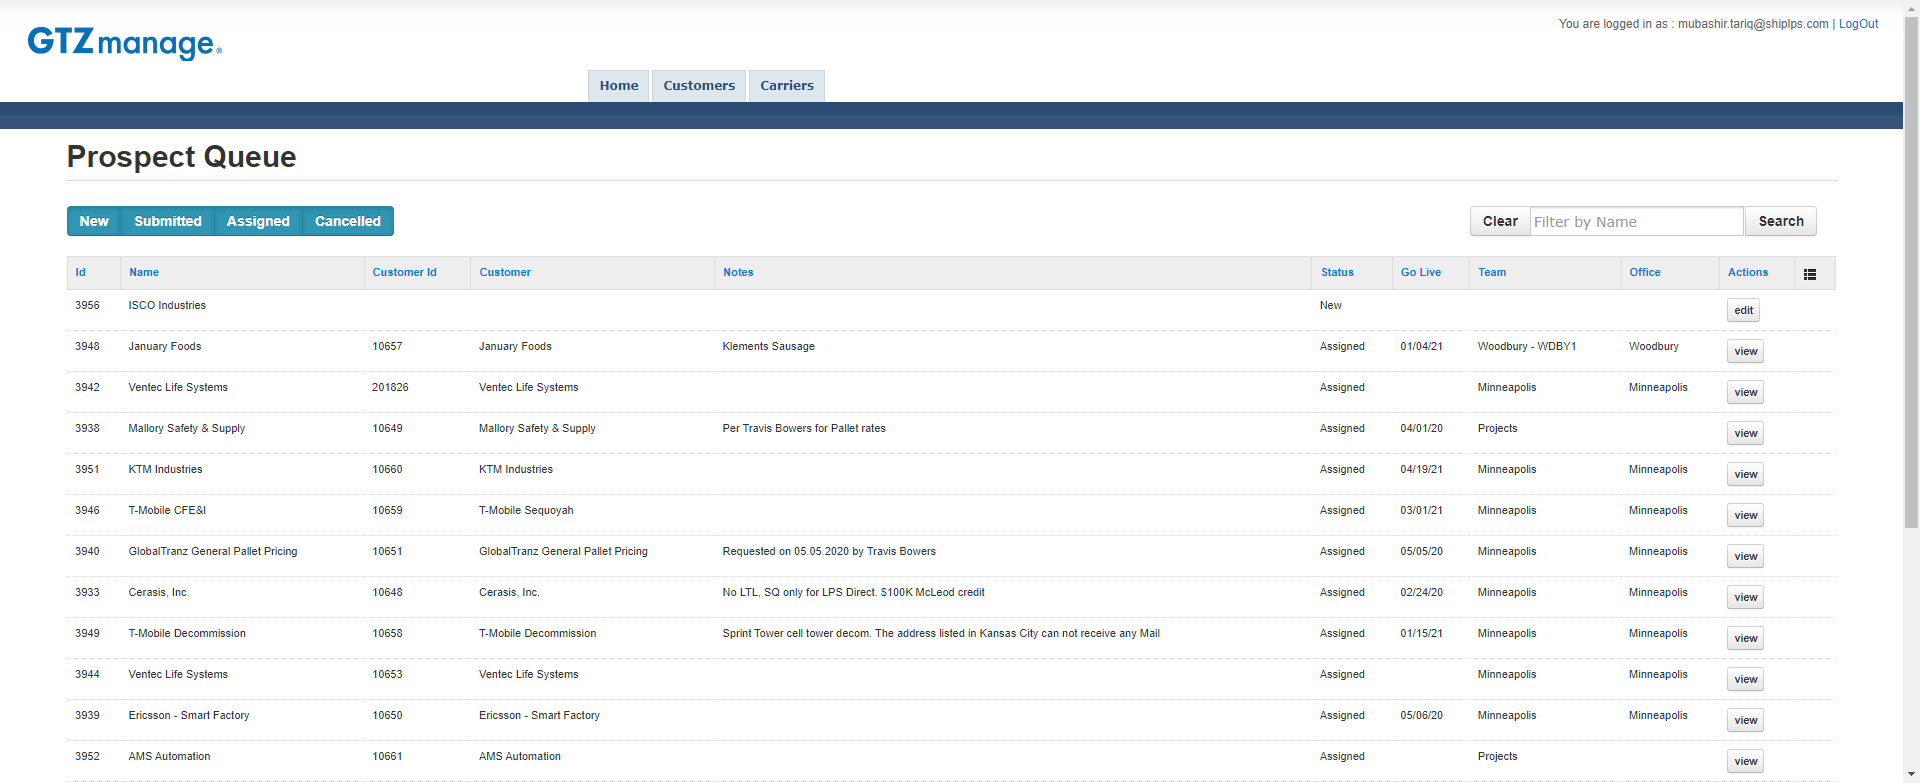 You are logged in as : mubashir.tariq@shiplps.com | LogOut
GTZmanage®
Home Customers Carriers
Prospect Queue
New Submitted Assigned Cancelled Clear Filter by Name Search
Id Name Customer Id Customer Notes Status Go Live Team Office Actions
3956 ISCO Industries New edit
3948 January Foods 10657 January Foods Klements Sausage Assigned 01/04/21 Woodbury - WDBY1 Woodbury view
3942 Ventec Life Systems 201826 Ventec Life Systems Assigned Minneapolis Minneapolis view
3938 Mallory Safety & Supply 10649 Mallory Safety & Supply Per Travis Bowers for Pallet rates Assigned 04/01/20 Projects view
3951 KTM Industries 10660 KTM Industries Assigned 04/19/21 Minneapolis Minneapolis view
3946 T-Mobile CFE&I 10659 T-Mobile Sequoyah Assigned 03/01/21 Minneapolis Minneapolis view
3940 GlobalTranz General Pallet Pricing 10651 GlobalTranz General Pallet Pricing Requested on 05.05.2020 by Travis Bowers Assigned 05/05/20 Minneapolis Minneapolis view
3933 Cerasis, Inc. 10648 Cerasis, Inc. No LTL, SQ only for LPS Direct. $100K McLeod credit Assigned 02/24/20 Minneapolis Minneapolis view
3949 T-Mobile Decommission 10658 T-Mobile Decommission Sprint Tower cell tower decom. The address listed in Kansas City can not receive any Mail Assigned 01/15/21 Minneapolis Minneapolis view
3944 Ventec Life Systems 10653 Ventec Life Systems Assigned Minneapolis Minneapolis view
3939 Ericsson - Smart Factory 10650 Ericsson - Smart Factory Assigned 05/06/20 Minneapolis Minneapolis view
3952 AMS Automation 10661 AMS Automation Assigned Projects view